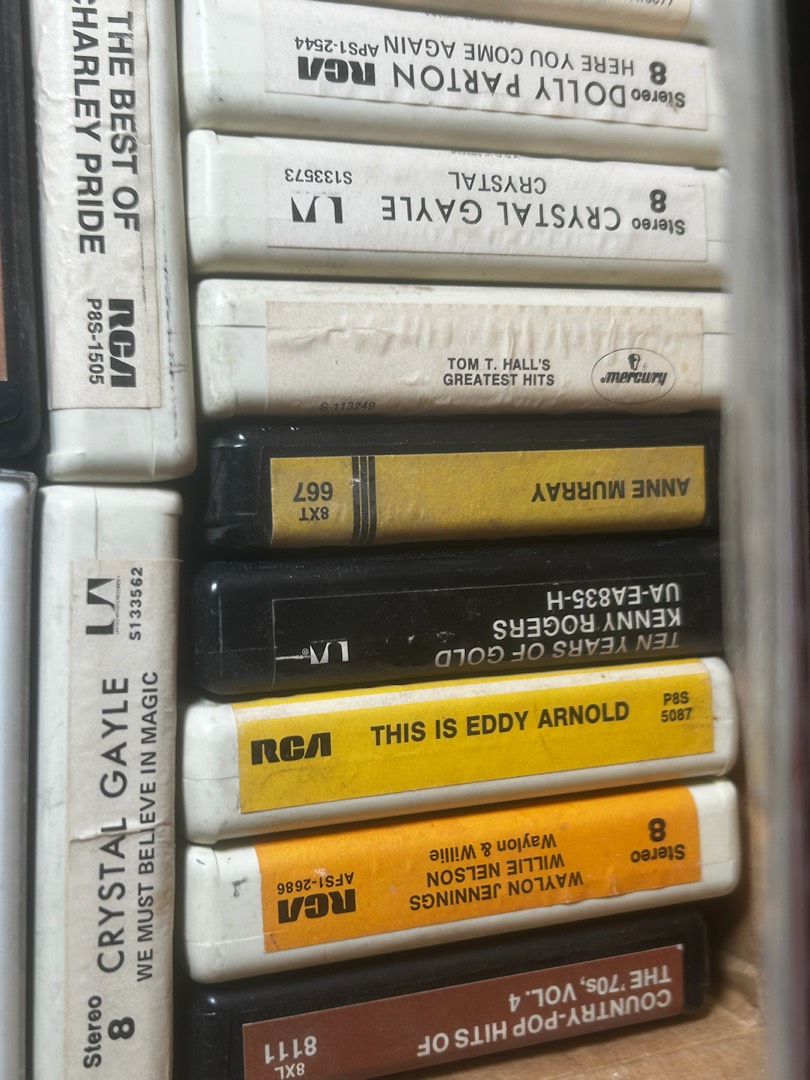 THE BEST OF
CHARLEY PRIDE
RCA
P8S-1505
Stereo
8
CRYSTAL GAYLE
WE MUST BELIEVE IN MAGIC
UA
S133562
Stereo
8
DOLLY PARTON
HERE YOU COME AGAIN
RCA
APS1-2544
Stereo
8
CRYSTAL GAYLE
CRYSTAL
UA
S133573
TOM T. HALL'S
GREATEST HITS
mercury
S 113249
ANNE MURRAY
8XT
667
TEN YEARS OF GOLD
KENNY ROGERS
UA-EA835-H
UA
RCA
THIS IS EDDY ARNOLD
P8S
5087
Stereo
8
WAYLON JENNINGS
WILLIE NELSON
Waylon & Willie
RCA
AFS1-2686
COUNTRY-POP HITS OF
THE '70s, VOL. 4
8XL
8111